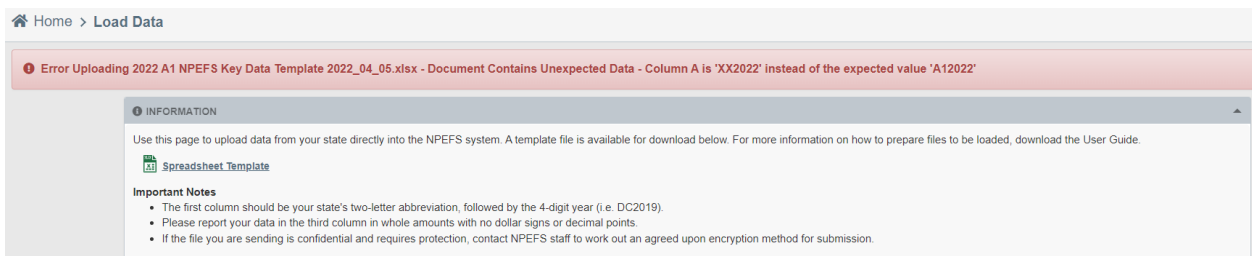 Home > Load Data
Error Uploading 2022 A1 NPEFS Key Data Template 2022_04_05.xlsx - Document Contains Unexpected Data - Column A is 'XX2022' instead of the expected value 'A12022'
INFORMATION
Use this page to upload data from your state directly into the NPEFS system. A template file is available for download below. For more information on how to prepare files to be loaded, download the User Guide.
Spreadsheet Template
Important Notes
• The first column should be your state's two-letter abbreviation, followed by the 4-digit year (i.e. DC2019).
• Please report your data in the third column in whole amounts with no dollar signs or decimal points.
• If the file you are sending is confidential and requires protection, contact NPEFS staff to work out an agreed upon encryption method for submission.